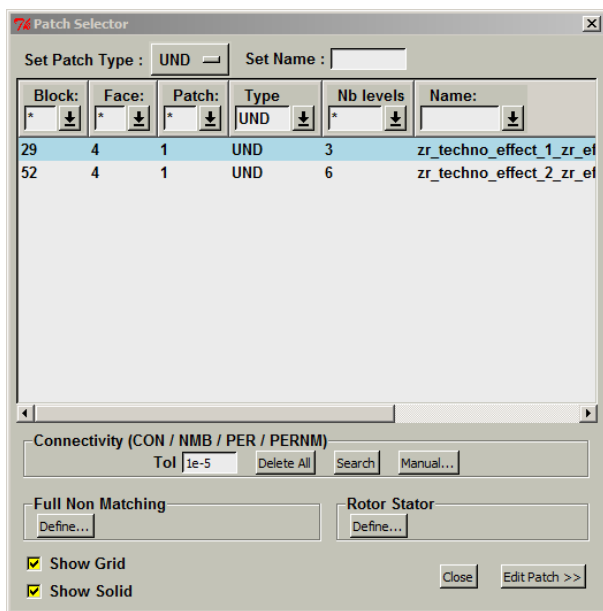 Patch Selector
Set Patch Type : UND Set Name :
Block: Face: Patch: Type Nb levels Name:
* * * UND *
29 4 1 UND 3 zr_techno_effect_1_zr_ef
52 4 1 UND 6 zr_techno_effect_2_zr_ef
Connectivity (CON / NMB / PER / PERNM)
Tol 1e-5 Delete All Search Manual...
Full Non Matching Rotor Stator
Define... Define...
Show Grid
Show Solid
Close Edit Patch >>